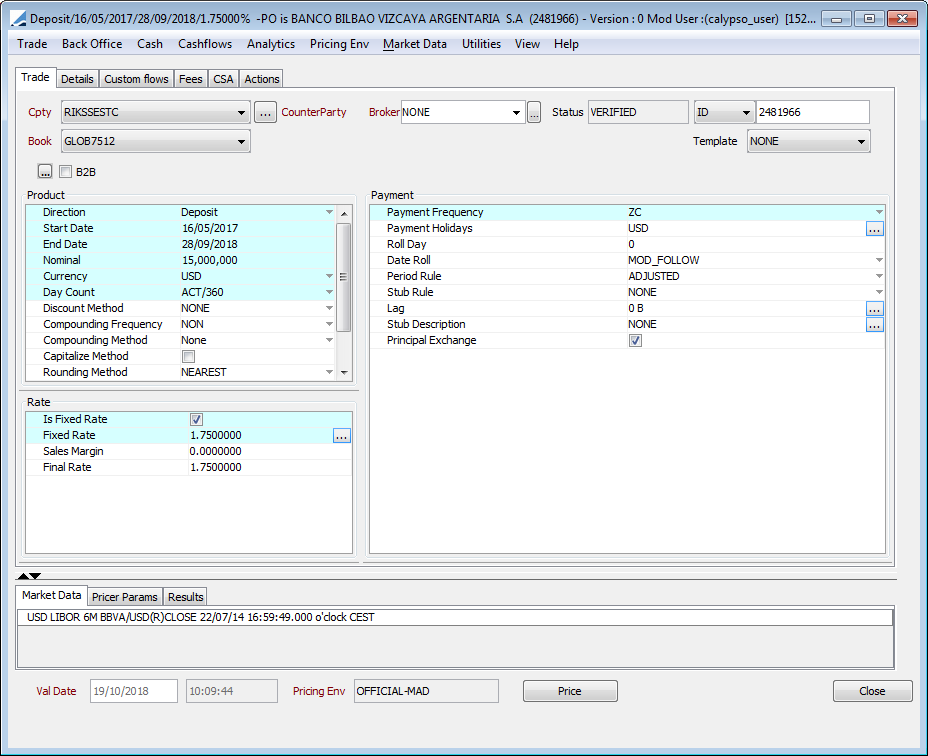 Deposit/16/05/2017/28/09/2018/1.75000% -PO is BANCO BILBAO VIZCAYA ARGENTARIA S.A (2481966) - Version : 0 Mod User :(calypso_user) [152...
Trade Back Office Cash Cashflows Analytics Pricing Env Market Data Utilities View Help
Trade Details Custom flows Fees CSA Actions
Cpty RIKSSESTC ... CounterParty Broker NONE ... Status VERIFIED ID 2481966
Book GLOB7512 Template NONE
... B2B
Product
Direction Deposit
Start Date 16/05/2017
End Date 28/09/2018
Nominal 15,000,000
Currency USD
Day Count ACT/360
Discount Method NONE
Compounding Frequency NON
Compounding Method None
Capitalize Method
Rounding Method NEAREST
Payment
Payment Frequency ZC
Payment Holidays USD ...
Roll Day 0
Date Roll MOD_FOLLOW
Period Rule ADJUSTED
Stub Rule NONE
Lag 0 B ...
Stub Description NONE ...
Principal Exchange
Rate
Is Fixed Rate
Fixed Rate 1.7500000 ...
Sales Margin 0.0000000
Final Rate 1.7500000
Market Data Pricer Params Results
USD LIBOR 6M BBVA/USD(R)CLOSE 22/07/14 16:59:49.000 o'clock CEST
Val Date 19/10/2018 10:09:44 Pricing Env OFFICIAL-MAD Price Close